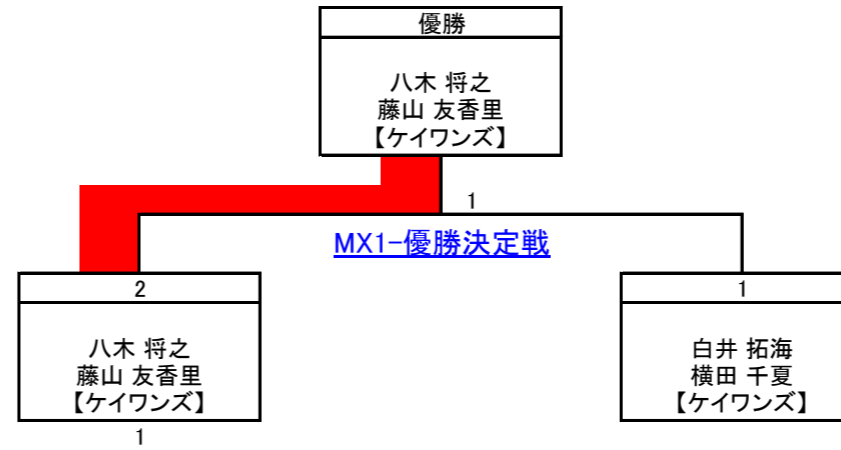 優勝
八木 将之
藤山 友香里
【ケイワンズ】
1
MX1-優勝決定戦
2
八木 将之
藤山 友香里
【ケイワンズ】
1
1
白井 拓海
横田 千夏
【ケイワンズ】